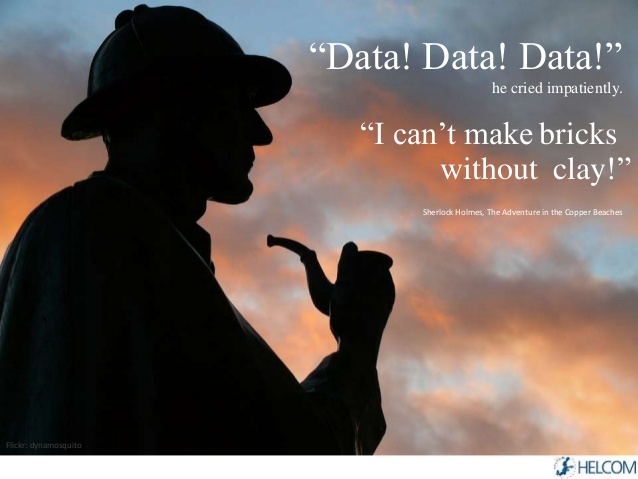 “Data! Data! Data!”
he cried impatiently.
“I can’t make bricks
without clay!”
Sherlock Holmes, The Adventure in the Copper Beaches
Flickr: dynamosquito
HELCOM